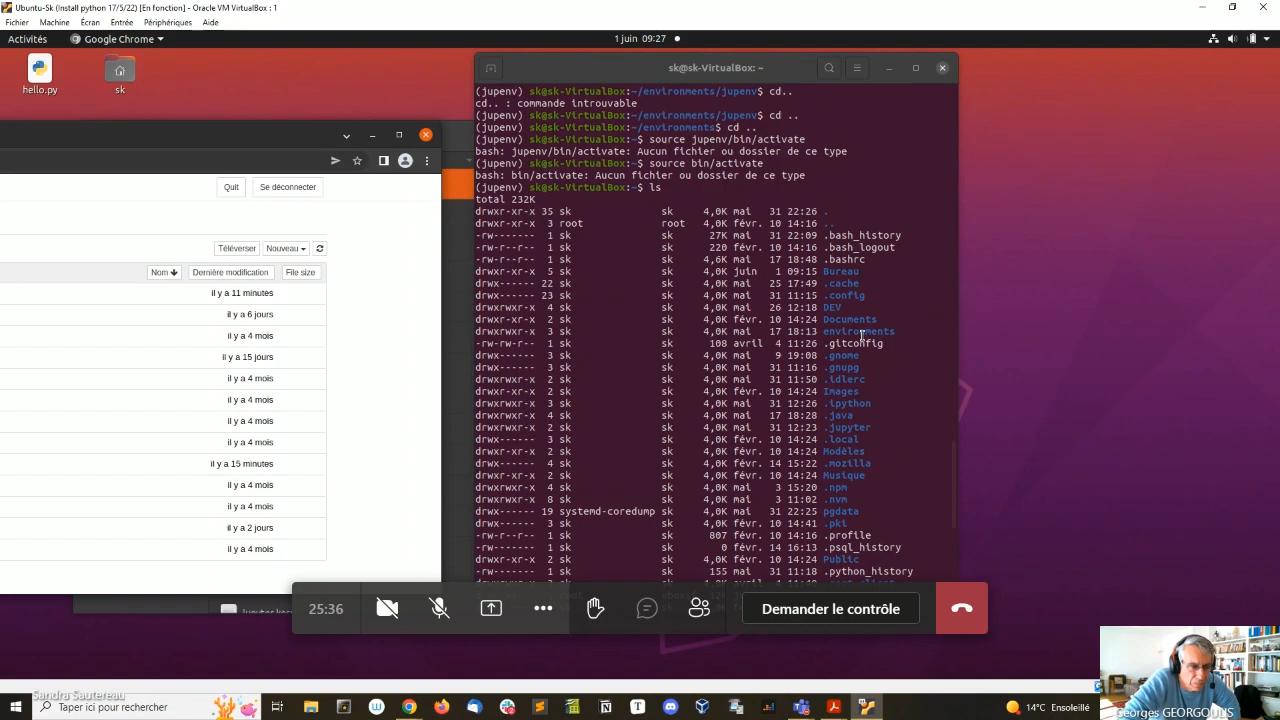 Ubuntu-Sk (Install python 17/5/22) [En fonction] - Oracle VM VirtualBox : 1
Fichier Machine Écran Entrée Périphériques Aide
Activités Google Chrome 1 juin 09:27
hello.py sk
sk@sk-VirtualBox: ~
(jupenv) sk@sk-VirtualBox:~/environments/jupenv$ cd..
cd.. : commande introuvable
(jupenv) sk@sk-VirtualBox:~/environments/jupenv$ cd ..
(jupenv) sk@sk-VirtualBox:~/environments$ cd ..
(jupenv) sk@sk-VirtualBox:~$ source jupenv/bin/activate
bash: jupenv/bin/activate: Aucun fichier ou dossier de ce type
(jupenv) sk@sk-VirtualBox:~$ source bin/activate
bash: bin/activate: Aucun fichier ou dossier de ce type
(jupenv) sk@sk-VirtualBox:~$ ls
total 232K
drwxr-xr-x 35 sk sk 4,0K mai 31 22:26 .
drwxr-xr-x 3 root root 4,0K févr. 10 14:16 ..
-rw------- 1 sk sk 27K mai 31 22:09 .bash_history
-rw-r--r-- 1 sk sk 220 févr. 10 14:16 .bash_logout
-rw-r--r-- 1 sk sk 4,6K mai 17 18:48 .bashrc
drwxr-xr-x 5 sk sk 4,0K juin 1 09:15 Bureau
drwx------ 22 sk sk 4,0K mai 25 17:49 .cache
drwx------ 23 sk sk 4,0K mai 31 11:15 .config
drwxrwxr-x 4 sk sk 4,0K mai 26 12:18 DEV
drwxr-xr-x 2 sk sk 4,0K févr. 10 14:24 Documents
drwxrwxr-x 3 sk sk 4,0K mai 17 18:13 environments
-rw-rw-r-- 1 sk sk 108 avril 4 11:26 .gitconfig
drwx------ 3 sk sk 4,0K mai 9 19:08 .gnome
drwx------ 3 sk sk 4,0K mai 31 11:16 .gnupg
drwxrwxr-x 2 sk sk 4,0K mai 31 11:50 .idlerc
drwxr-xr-x 2 sk sk 4,0K févr. 10 14:24 Images
drwxrwxr-x 3 sk sk 4,0K mai 31 12:26 .ipython
drwxrwxr-x 4 sk sk 4,0K mai 17 18:28 .java
drwxrwxr-x 2 sk sk 4,0K mai 31 12:23 .jupyter
drwxr-xr-x 3 sk sk 4,0K févr. 10 14:24 .local
drwxr-xr-x 2 sk sk 4,0K févr. 10 14:24 Modèles
drwx------ 4 sk sk 4,0K févr. 14 15:22 .mozilla
drwxr-xr-x 2 sk sk 4,0K févr. 10 14:24 Musique
drwxrwxr-x 4 sk sk 4,0K mai 3 15:20 .npm
drwxrwxr-x 8 sk sk 4,0K mai 3 11:02 .nvm
drwx------ 19 systemd-coredump sk 4,0K mai 31 22:25 pgdata
drwx------ 3 sk sk 4,0K févr. 10 14:41 .pki
-rw-r--r-- 1 sk sk 807 févr. 10 14:16 .profile
-rw------- 1 sk sk 0 févr. 14 16:13 .psql_history
drwxr-xr-x 2 sk sk 4,0K févr. 10 14:24 Public
-rw------- 1 sk sk 155 mai 31 11:18 .python_history
Quit Se déconnecter
Téléverser Nouveau
Nom Dernière modification File size
il y a 11 minutes
il y a 6 jours
il y a 4 mois
il y a 15 jours
il y a 4 mois
il y a 4 mois
il y a 4 mois
il y a 4 mois
il y a 15 minutes
il y a 4 mois
il y a 4 mois
il y a 2 jours
il y a 4 mois
25:36 Demander le contrôle
Sandra Sautereau
Georges GEORGOULIS
Taper ici pour rechercher 14°C Ensoleillé